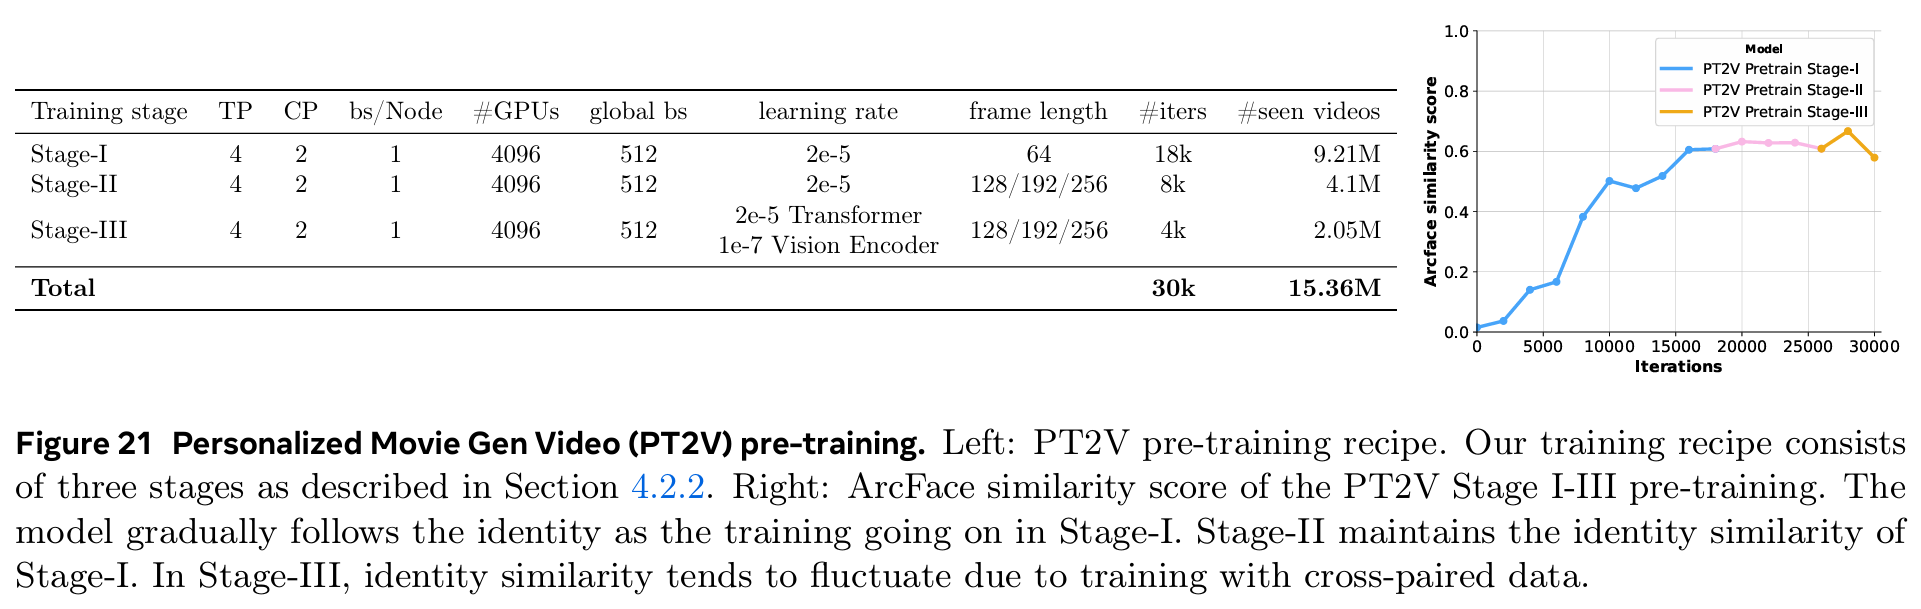 Training stage TP CP bs/Node #GPUs global bs learning rate frame length #iters #seen videos
Stage-I 4 2 1 4096 512 2e-5 64 18k 9.21M
Stage-II 4 2 1 4096 512 2e-5 128/192/256 8k 4.1M
Stage-III 4 2 1 4096 512 2e-5 Transformer 128/192/256 4k 2.05M
1e-7 Vision Encoder
Total 30k 15.36M
Arcface similarity score
1.0
0.8
0.6
0.4
0.2
0.0
Model
PT2V Pretrain Stage-I
PT2V Pretrain Stage-II
PT2V Pretrain Stage-III
0 5000 10000 15000 20000 25000 30000
Iterations
Figure 21 Personalized Movie Gen Video (PT2V) pre-training. Left: PT2V pre-training recipe. Our training recipe consists
of three stages as described in Section 4.2.2. Right: ArcFace similarity score of the PT2V Stage I-III pre-training. The
model gradually follows the identity as the training going on in Stage-I. Stage-II maintains the identity similarity of
Stage-I. In Stage-III, identity similarity tends to fluctuate due to training with cross-paired data.